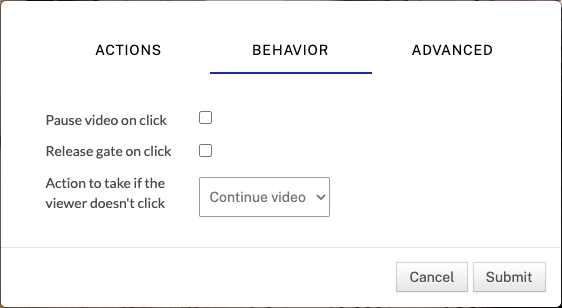 ACTIONS BEHAVIOR ADVANCED
Pause video on click
Release gate on click
Action to take if the
viewer doesn't click
Continue video
Cancel Submit